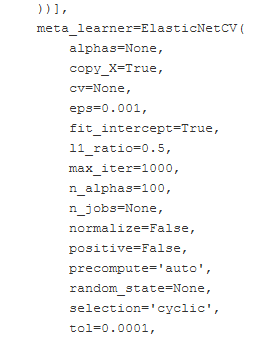 ))],
meta_learner=ElasticNetCV(
alphas=None,
copy_X=True,
cv=None,
eps=0.001,
fit_intercept=True,
l1_ratio=0.5,
max_iter=1000,
n_alphas=100,
n_jobs=None,
normalize=False,
positive=False,
precompute='auto',
random_state=None,
selection='cyclic',
tol=0.0001,